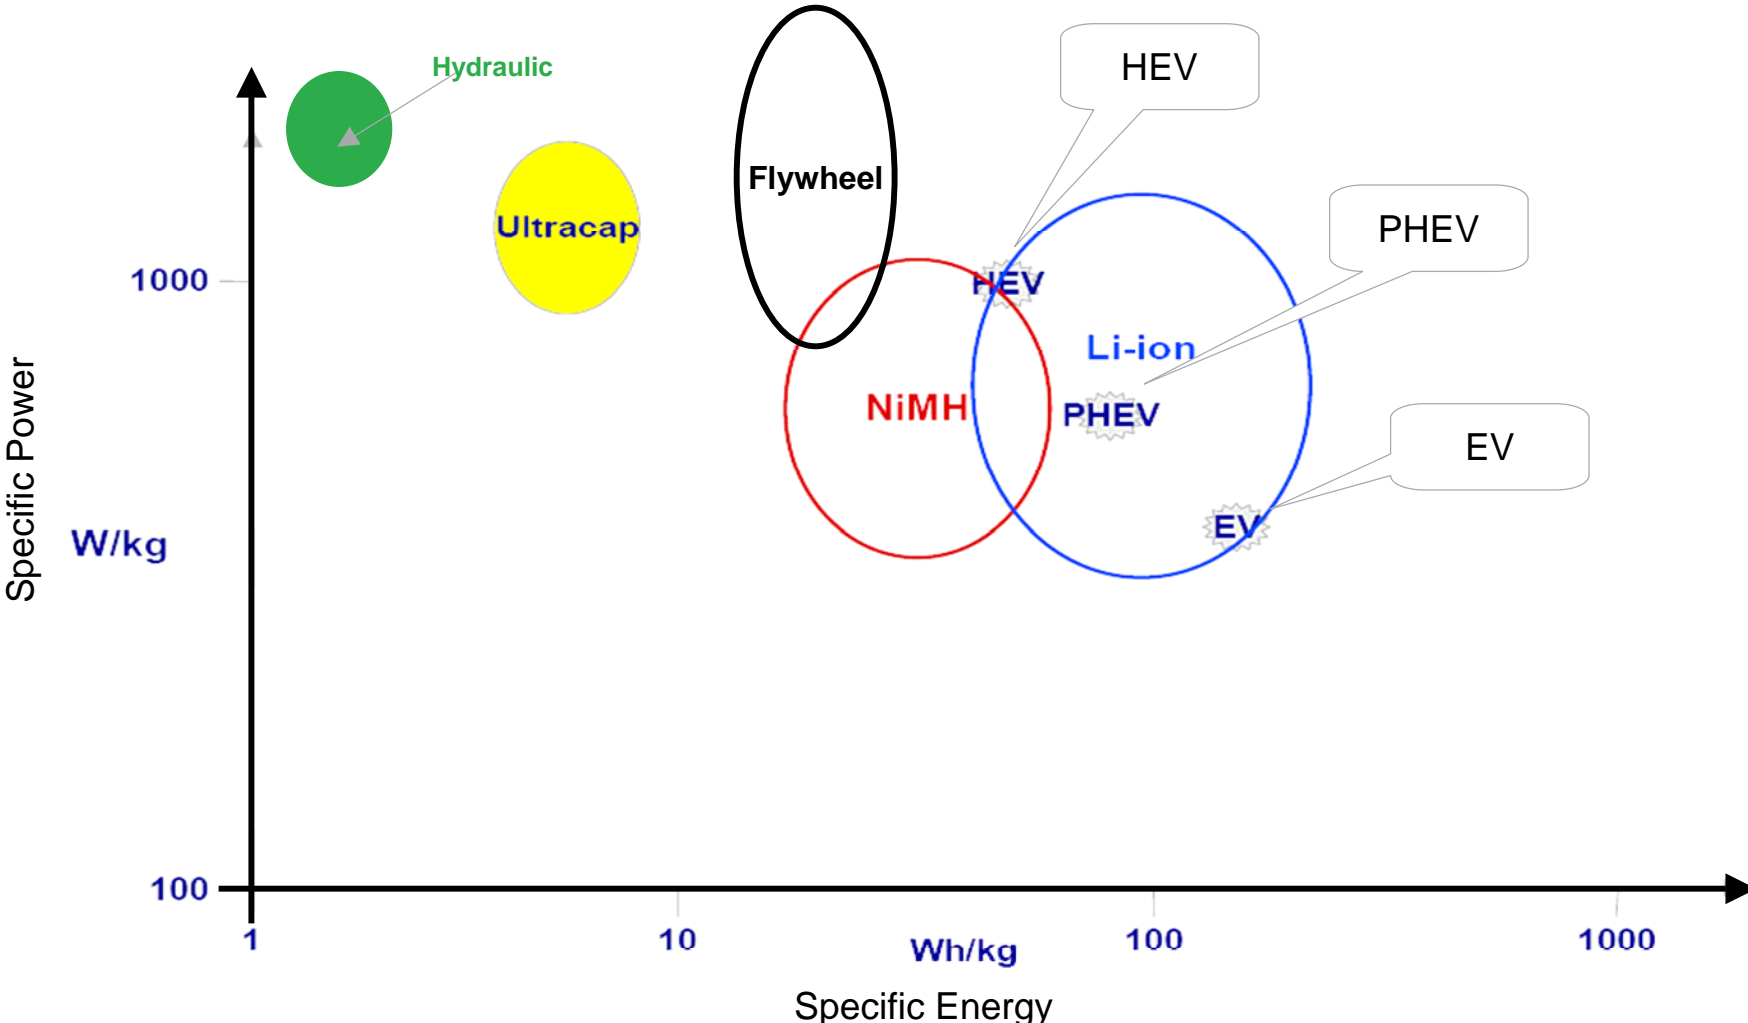 Hydraulic
HEV
Flywheel
PHEV
Ultracap
1000
HEV
Li-ion
NiMH
PHEV
EV
EV
Specific Power
W/kg
100
1
10
Wh/kg
100
1000
Specific Energy